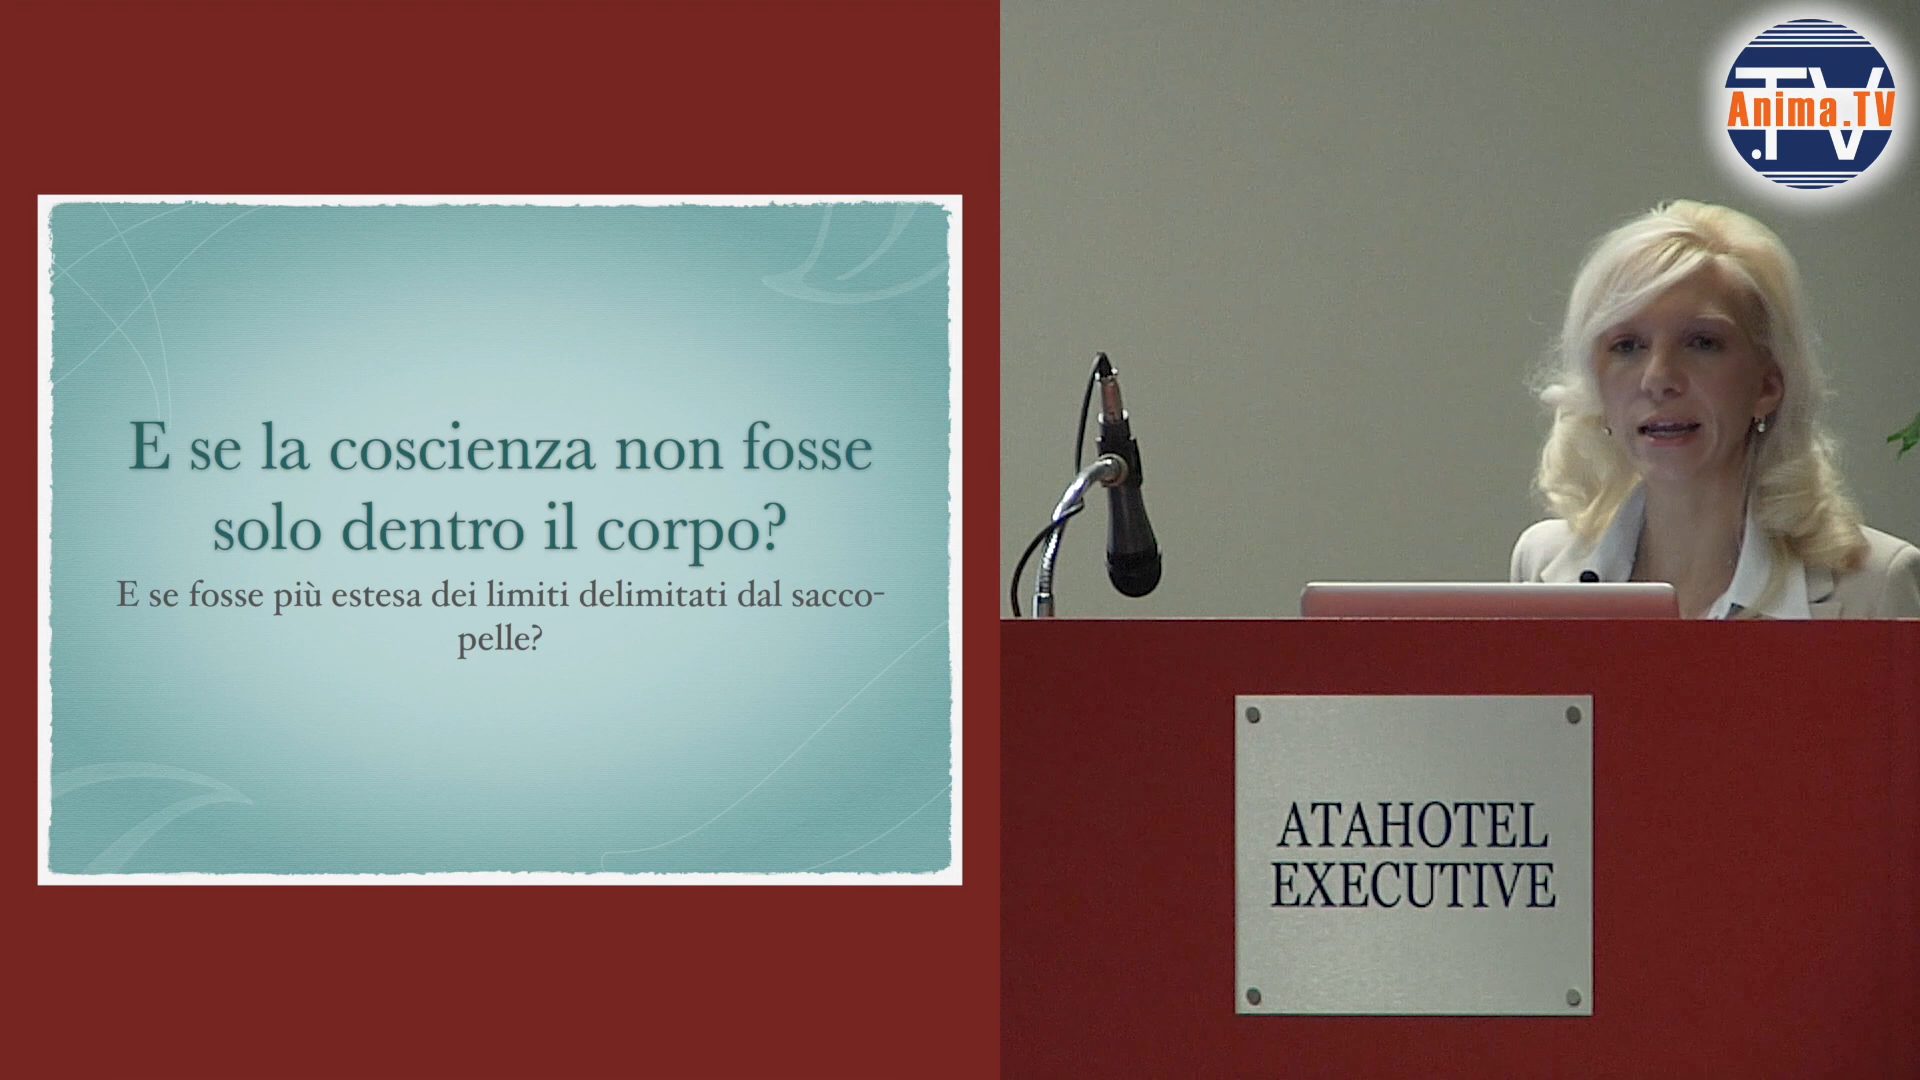 E se la coscienza non fosse
solo dentro il corpo?
E se fosse più estesa dei limiti delimitati dal sacco-
pelle?
.TV
Anima.TV
ATAHOTEL
EXECUTIVE